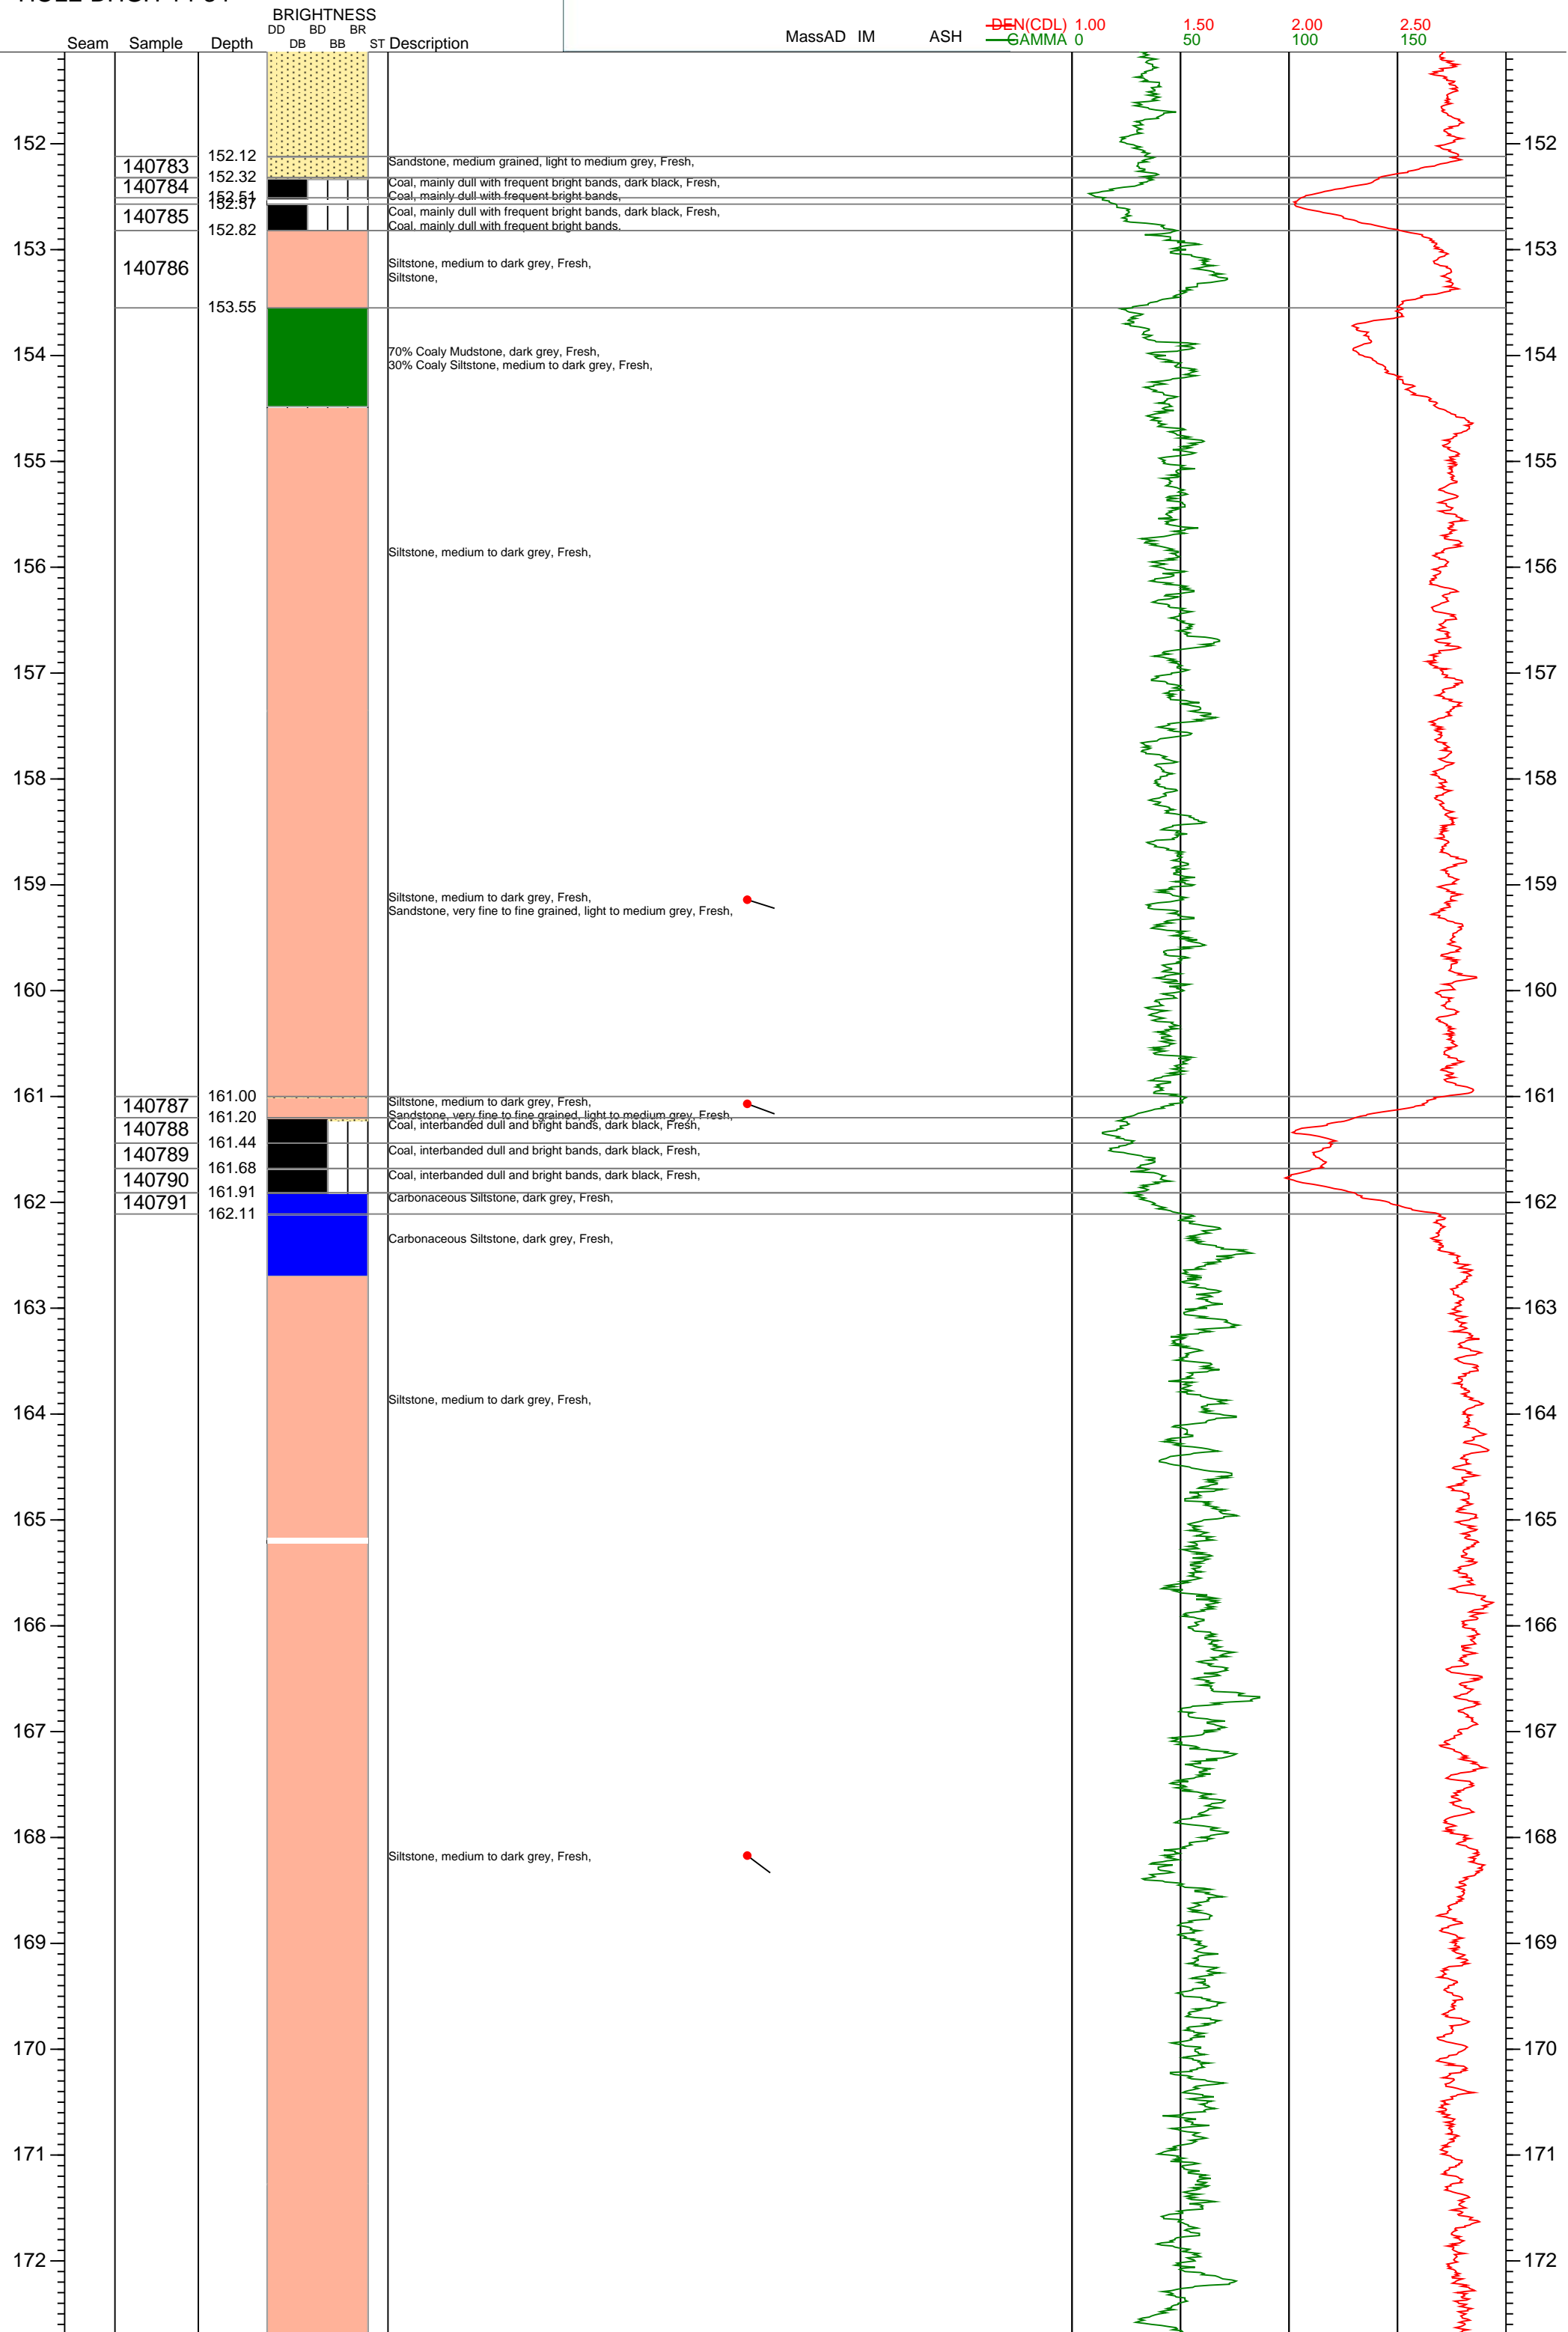 BRIGHTNESS
DD BD BR
DB BB ST
Seam Sample Depth Description MassAD IM ASH
DEN(CDL) 1.00 1.50 2.00 2.50
GAMMA 0 50 100 150
152 152
152.12
140783 Sandstone, medium grained, light to medium grey, Fresh,
152.32
140784 Coal, mainly dull with frequent bright bands, dark black, Fresh,
152.51 Coal, mainly dull with frequent bright bands,
152.57
140785 Coal, mainly dull with frequent bright bands, dark black, Fresh,
152.82 Coal, mainly dull with frequent bright bands,
153 153
140786 Siltstone, medium to dark grey, Fresh,
Siltstone,
153.55
154 70% Coaly Mudstone, dark grey, Fresh, 154
30% Coaly Siltstone, medium to dark grey, Fresh,
155 155
Siltstone, medium to dark grey, Fresh,
156 156
157 157
158 158
159 159
Siltstone, medium to dark grey, Fresh,
Sandstone, very fine to fine grained, light to medium grey, Fresh,
160 160
161 161.00 161
140787 Siltstone, medium to dark grey, Fresh,
161.20 Sandstone, very fine to fine grained, light to medium grey, Fresh,
140788 Coal, interbanded dull and bright bands, dark black, Fresh,
161.44
140789 Coal, interbanded dull and bright bands, dark black, Fresh,
161.68
140790 Coal, interbanded dull and bright bands, dark black, Fresh,
161.91
162 140791 Carbonaceous Siltstone, dark grey, Fresh, 162
162.11
Carbonaceous Siltstone, dark grey, Fresh,
163 163
Siltstone, medium to dark grey, Fresh,
164 164
165 165
166 166
167 167
168 168
Siltstone, medium to dark grey, Fresh,
169 169
170 170
171 171
172 172